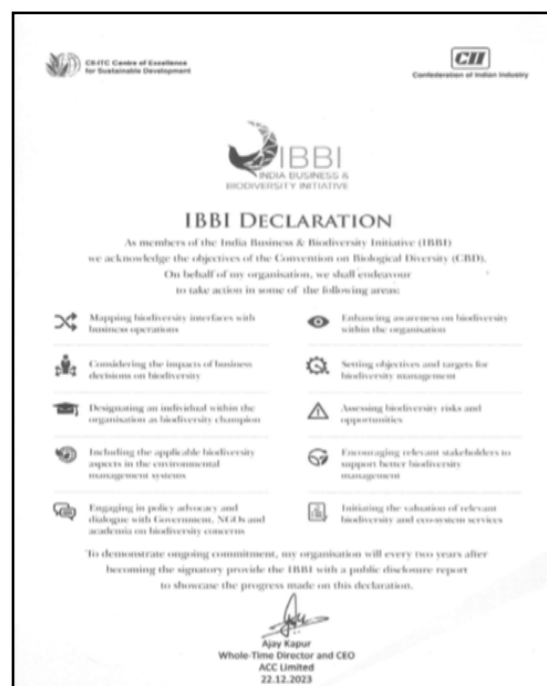 CII-ITC Centre of Excellence
for Sustainable Development
CII
Confederation of Indian Industry
IBBI
INDIA BUSINESS &
BIODIVERSITY INITIATIVE
IBBI DECLARATION
As members of the India Business & Biodiversity Initiative (IBBI)
we acknowledge the objectives of the Convention on Biological Diversity (CBD).
On behalf of my organisation, we shall endeavour
to take action in some of the following areas:
Mapping biodiversity interfaces with
business operations
Enhancing awareness on biodiversity
within the organisation
Considering the impacts of business
decisions on biodiversity
Setting objectives and targets for
biodiversity management
Designating an individual within the
organisation as biodiversity champion
Assessing biodiversity risks and
opportunities
Including the applicable biodiversity
aspects in the environmental
management systems
Encouraging relevant stakeholders to
support better biodiversity
management
Engaging in policy advocacy and
dialogue with Government, NGOs and
academia on biodiversity concerns
Initiating the valuation of relevant
biodiversity and eco-system services
To demonstrate ongoing commitment, my organisation will every two years after
becoming the signatory provide the IBBI with a public disclosure report
to showcase the progress made on this declaration.
Ajay Kapur
Whole-Time Director and CEO
ACC Limited
22.12.2023